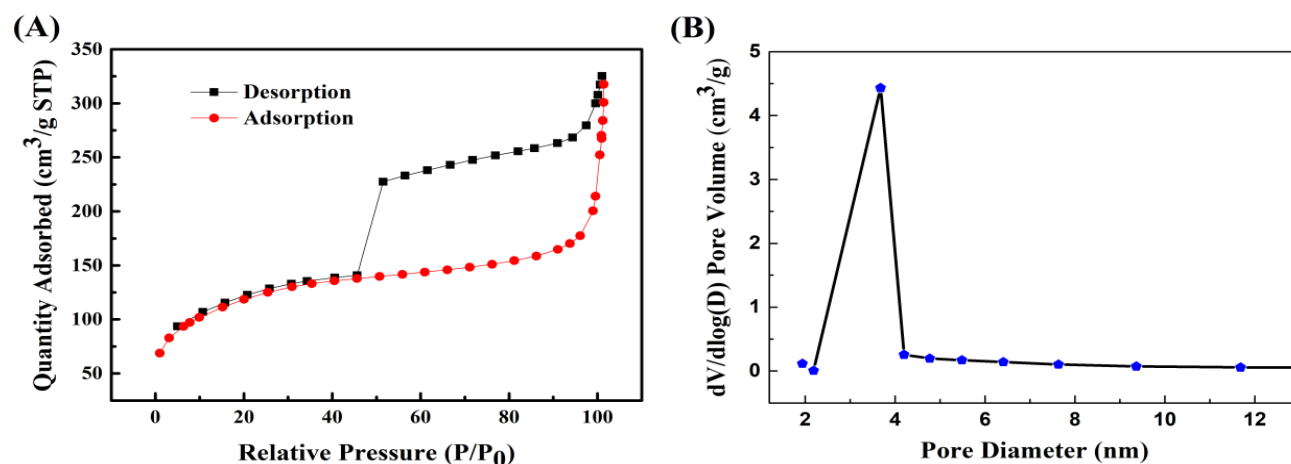 (A)
Quantity Adsorbed (cm³/g STP)
350
300
250
200
150
100
50
Desorption
Adsorption
0 20 40 60 80 100
Relative Pressure (P/P₀)
(B)
dV/dlog(D) Pore Volume (cm³/g)
5
4
3
2
1
0
2 4 6 8 10 12
Pore Diameter (nm)